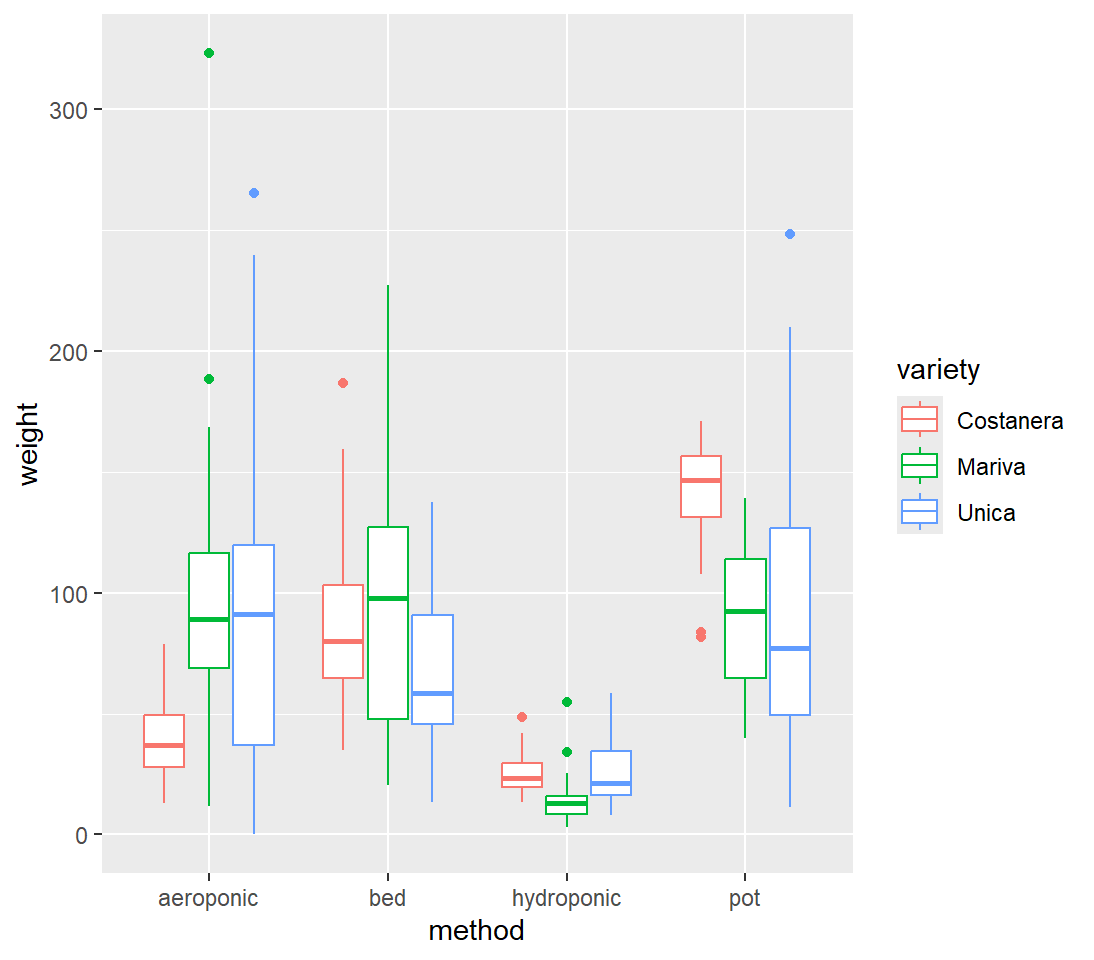 300
200
100
0
weight
aeroponic bed hydroponic pot
method
variety
Costanera
Mariva
Unica